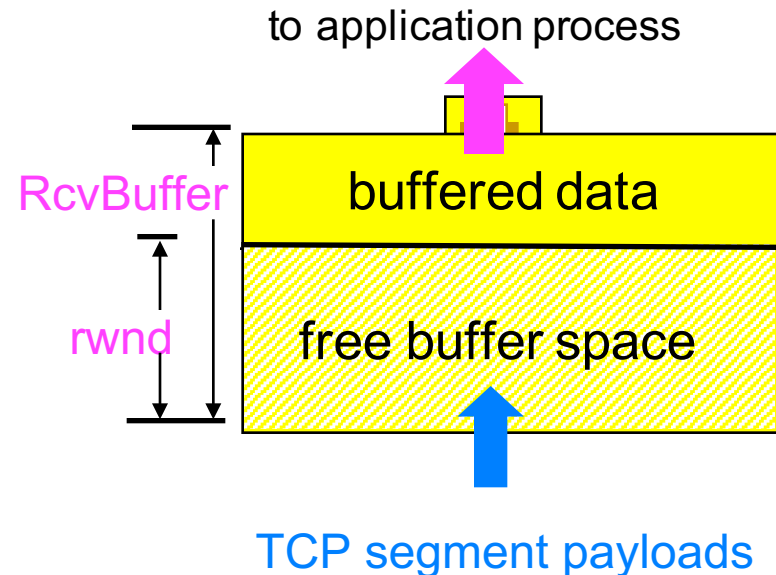 to application process
RcvBuffer
buffered data
rwnd
free buffer space
TCP segment payloads